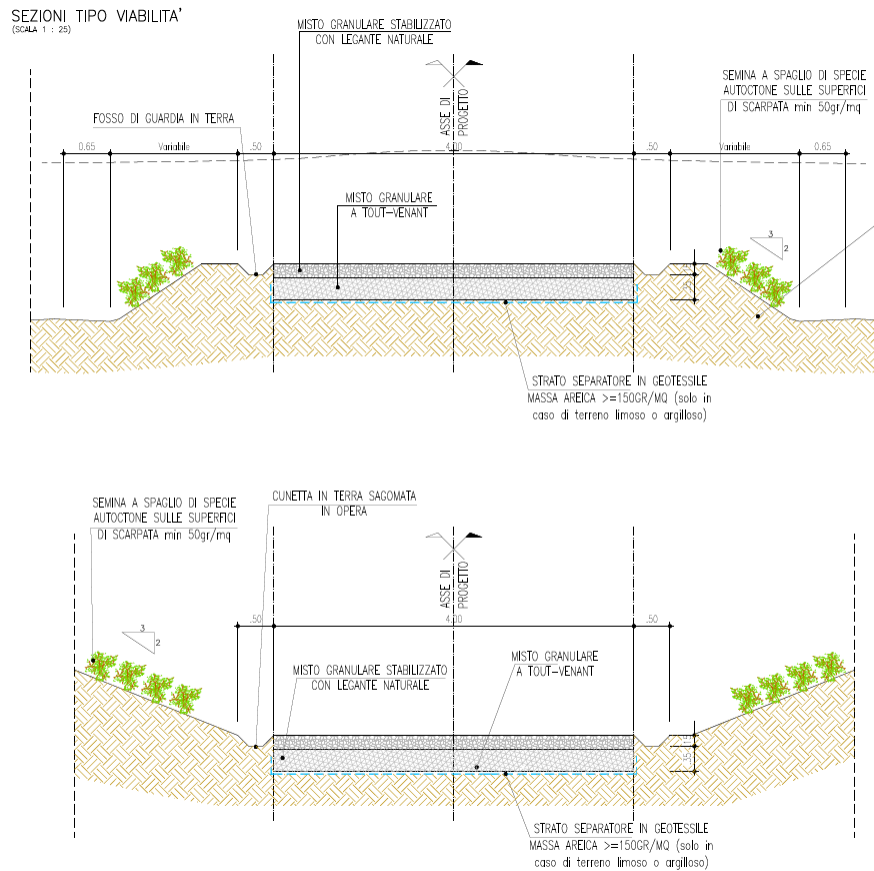 SEZIONI TIPO VIABILITA'
(SCALA 1 : 25)
MISTO GRANULARE STABILIZZATO
CON LEGANTE NATURALE
SEMINA A SPAGLIO DI SPECIE
AUTOCTONE SULLE SUPERFICI
DI SCARPATA min 50gr/mq
FOSSO DI GUARDIA IN TERRA
ASSE DI
PROGETTO
0.65
Variabile
.50
4.00
.50
Variabile
0.65
MISTO GRANULARE
A TOUT-VENANT
3
2
.15
.35
STRATO SEPARATORE IN GEOTESSILE
MASSA AREICA >=150GR/MQ (solo in
caso di terreno limoso o argilloso)
SEMINA A SPAGLIO DI SPECIE
AUTOCTONE SULLE SUPERFICI
DI SCARPATA min 50gr/mq
CUNETTA IN TERRA SAGOMATA
IN OPERA
ASSE DI
PROGETTO
.50
4.00
.50
3
2
MISTO GRANULARE STABILIZZATO
CON LEGANTE NATURALE
MISTO GRANULARE
A TOUT-VENANT
.15
.35
STRATO SEPARATORE IN GEOTESSILE
MASSA AREICA >=150GR/MQ (solo in
caso di terreno limoso o argilloso)